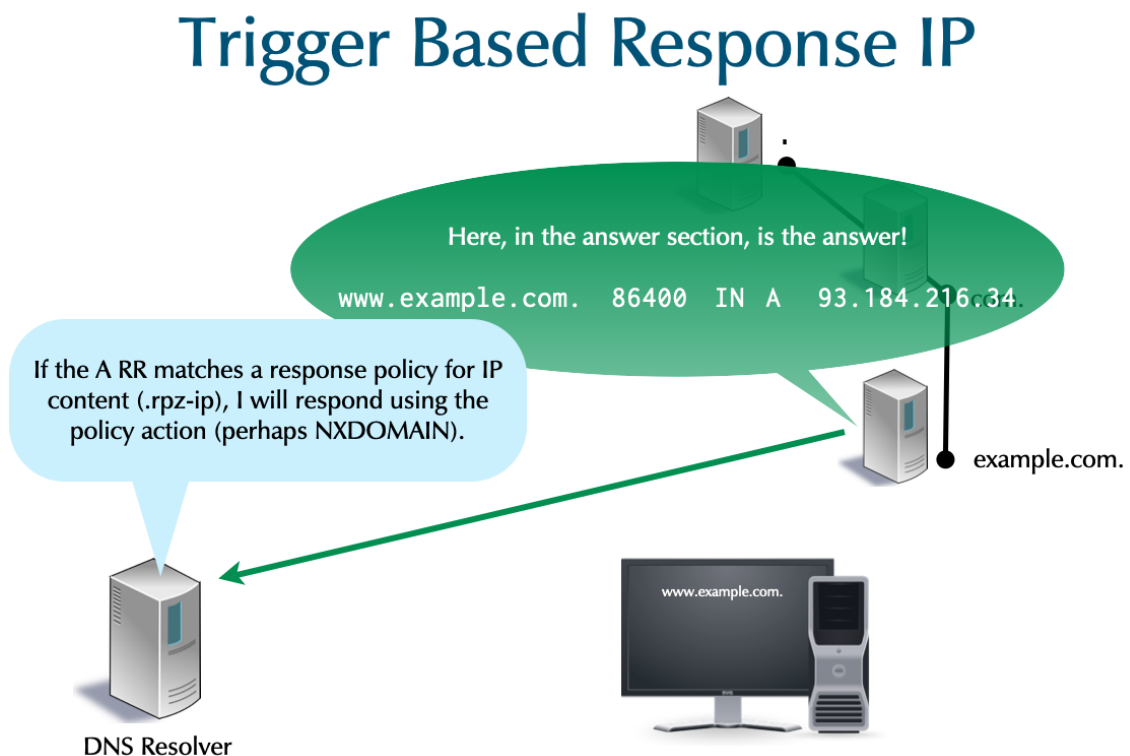 Trigger Based Response IP
.
Here, in the answer section, is the answer!
www.example.com. 86400 IN A 93.184.216.34
com.
If the A RR matches a response policy for IP
content (.rpz-ip), I will respond using the
policy action (perhaps NXDOMAIN).
example.com.
www.example.com.
DNS Resolver